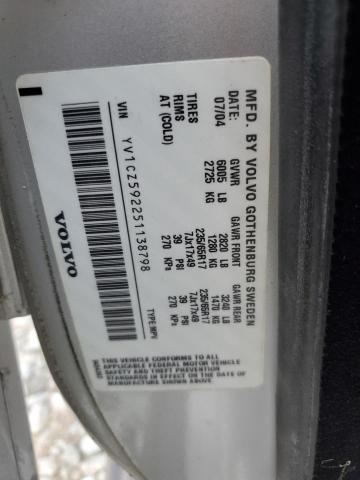 MFD. BY VOLVO GOTHENBURG SWEDEN
DATE: GVWR GAWR FRONT GAWR REAR
07/04 6005 LB 2820 LB 3240 LB
2725 KG 1280 KG 1470 KG
TIRES 235/65R17 235/65R17
RIMS 7Jx17x49 7Jx17x49
AT (COLD) 39 PSI 39 PSI
270 KPa 270 KPa
VIN YV1CZ592251138798 TYPE:MPV
VOLVO
THIS VEHICLE CONFORMS TO ALL
APPLICABLE FEDERAL MOTOR VEHICLE
SAFETY AND THEFT PREVENTION
STANDARDS IN EFFECT ON THE DATE OF
MANUFACTURE SHOWN ABOVE.